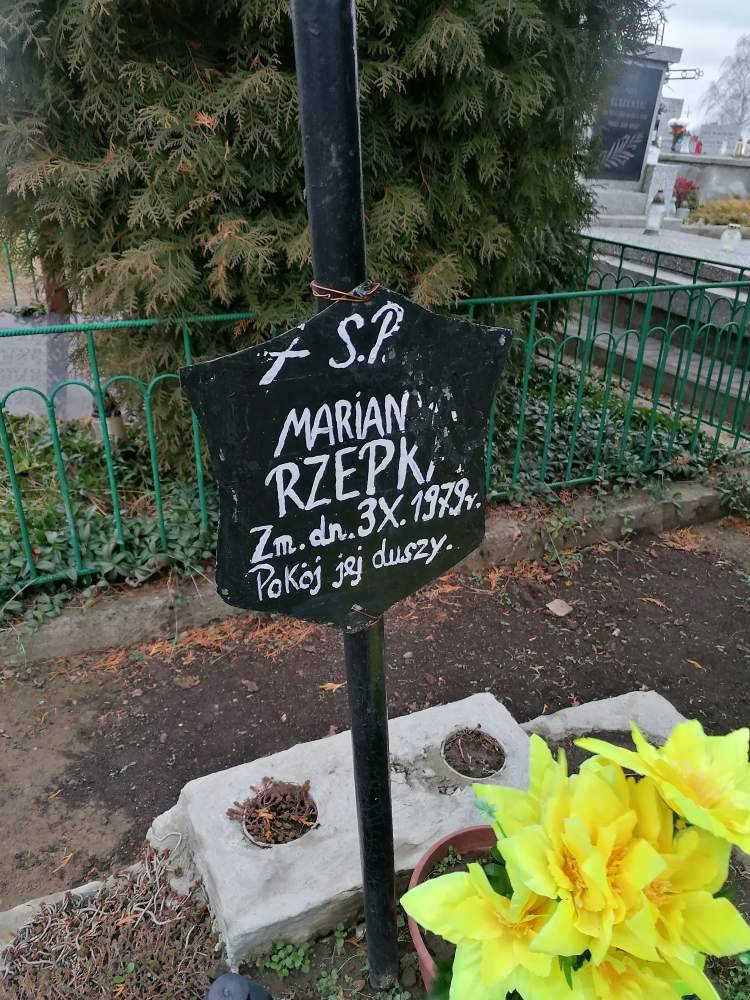 † S.P.
MARIAN
RZEPK
Zm. dn. 3X. 1979r.
Pokój jej duszy.